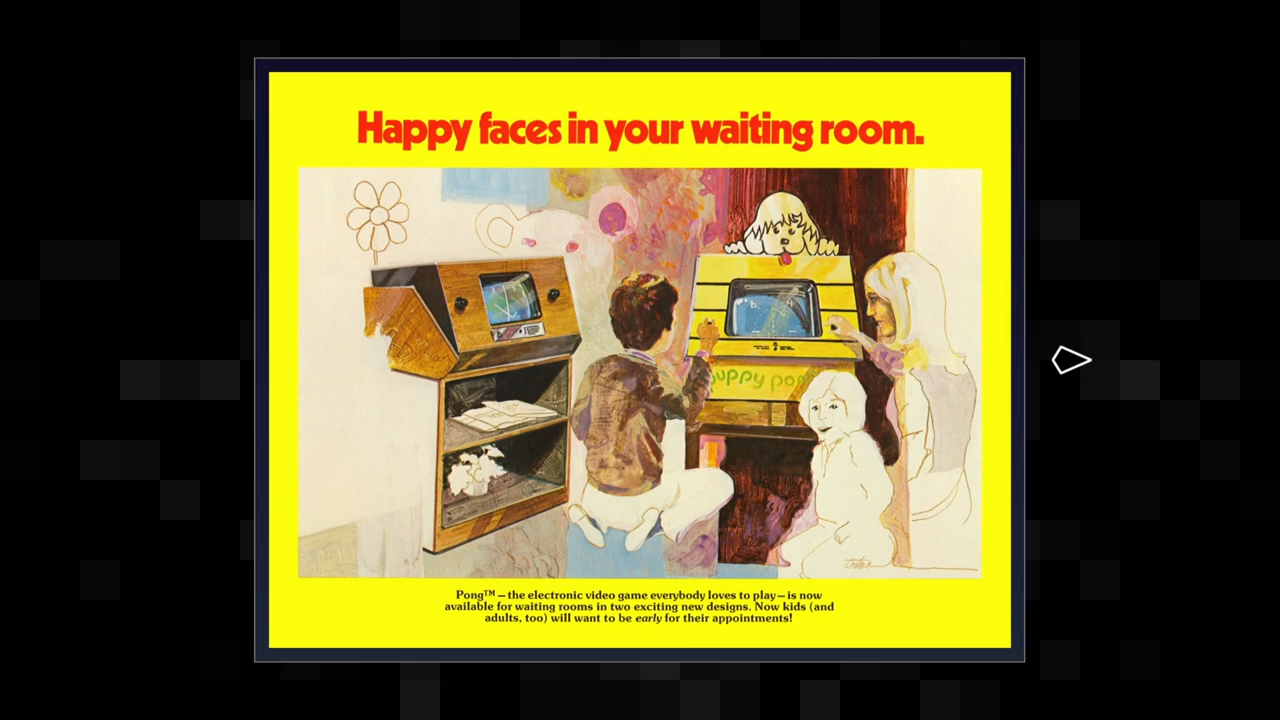 Happy faces in your waiting room.
Pong™ – the electronic video game everybody loves to play – is now
available for waiting rooms in two exciting new designs. Now kids (and
adults, too) will want to be early for their appointments!